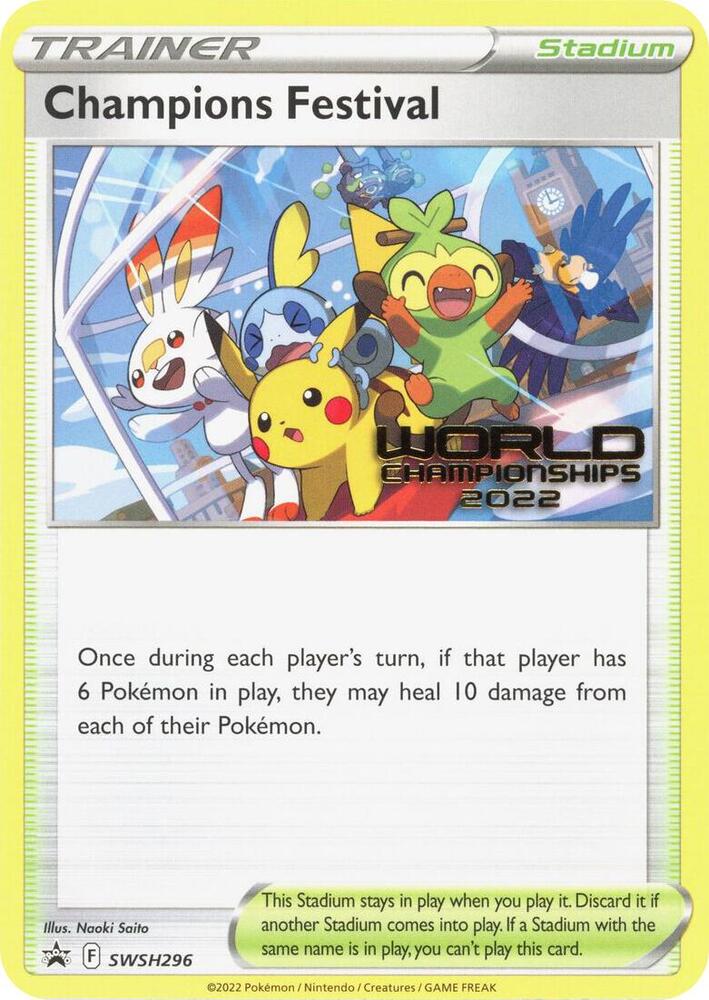 TRAINER
Stadium
Champions Festival
WORLD
CHAMPIONSHIPS
2022
Once during each player's turn, if that player has
6 Pokémon in play, they may heal 10 damage from
each of their Pokémon.
This Stadium stays in play when you play it. Discard it if
another Stadium comes into play. If a Stadium with the
same name is in play, you can't play this card.
Illus. Naoki Saito
F SWSH296
©2022 Pokémon / Nintendo / Creatures / GAME FREAK